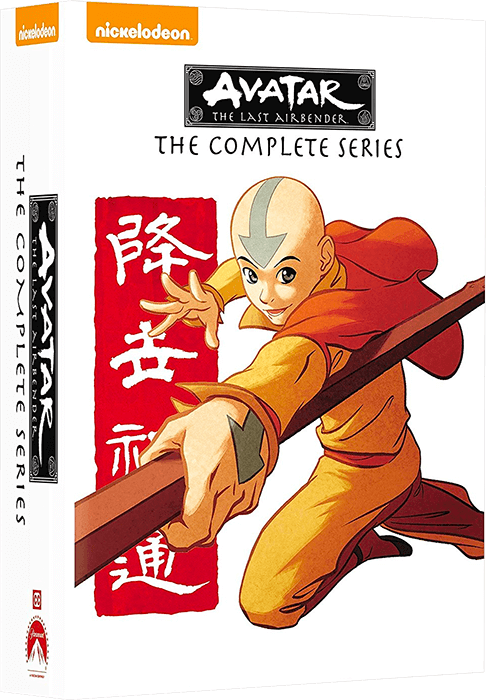 nickelodeon
AVATAR
THE LAST AIRBENDER
THE COMPLETE SERIES
nickelodeon
AVATAR
THE LAST AIRBENDER
THE COMPLETE SERIES
降世神通
Paramount